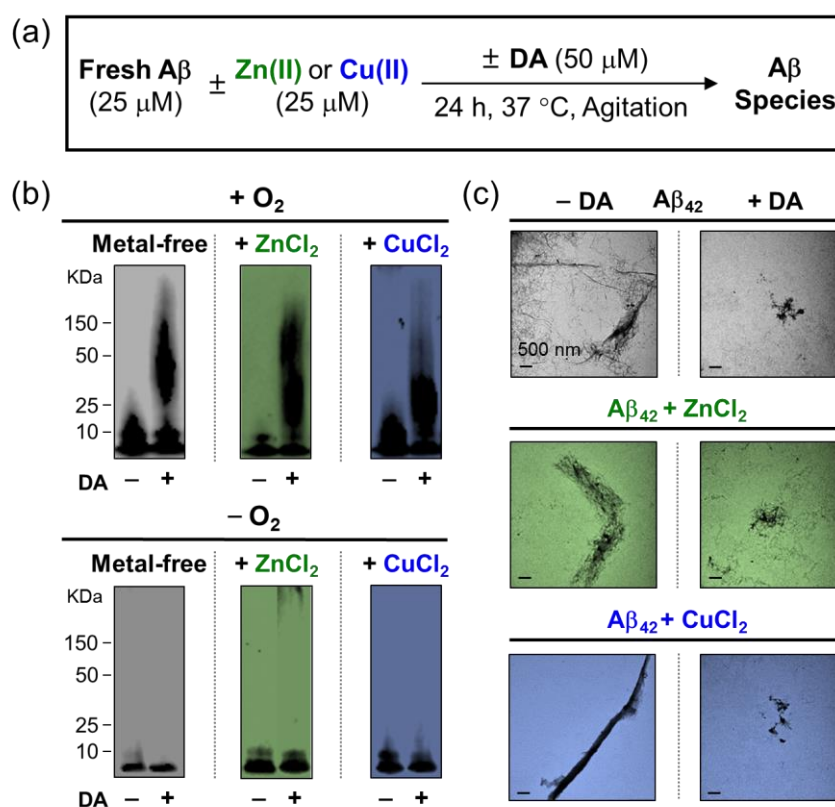 (a)
Fresh Aβ ± Zn(II) or Cu(II) ± DA (50 μM) Aβ
(25 μM) (25 μM) 24 h, 37 °C, Agitation Species
(b)
+ O₂
Metal-free + ZnCl₂ + CuCl₂
KDa
150
50
25
10
DA – + – + – +
– O₂
Metal-free + ZnCl₂ + CuCl₂
KDa
150
50
25
10
DA – + – + – +
(c)
– DA Aβ₄₂ + DA
500 nm
Aβ₄₂ + ZnCl₂
Aβ₄₂ + CuCl₂